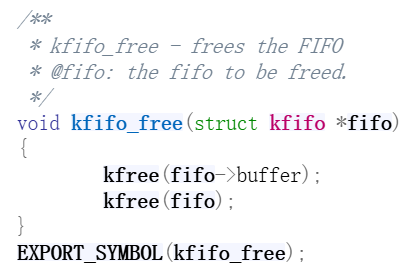 /**
 * kfifo_free - frees the FIFO
 * @fifo: the fifo to be freed.
 */
void kfifo_free(struct kfifo *fifo)
{
        kfree(fifo->buffer);
        kfree(fifo);
}
EXPORT_SYMBOL(kfifo_free);